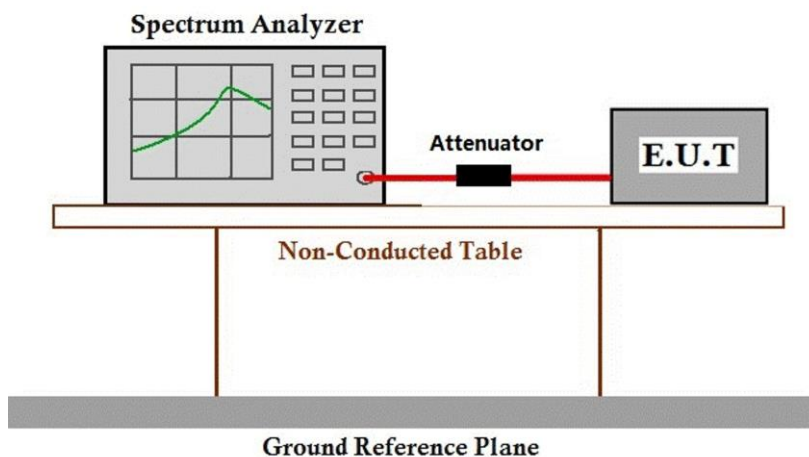 Spectrum Analyzer
Attenuator
E.U.T
Non-Conducted Table
Ground Reference Plane